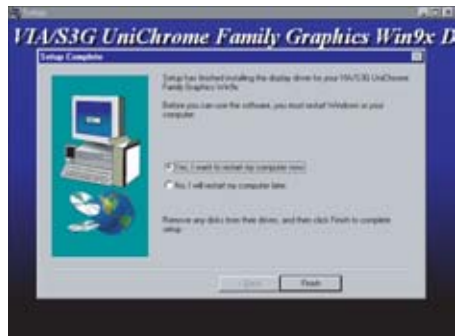 Setup
VIA/S3G UniChrome Family Graphics Win9x D
Setup Complete
Setup has finished installing the display driver for your VIA/S3G UniChrome
Family Graphics Win9x.
Before you can use the software, you must restart Windows or your
computer.
Yes, I want to restart my computer now.
No, I will restart my computer later.
Remove any disks from their drives, and then click Finish to complete
setup.
< Back
Finish